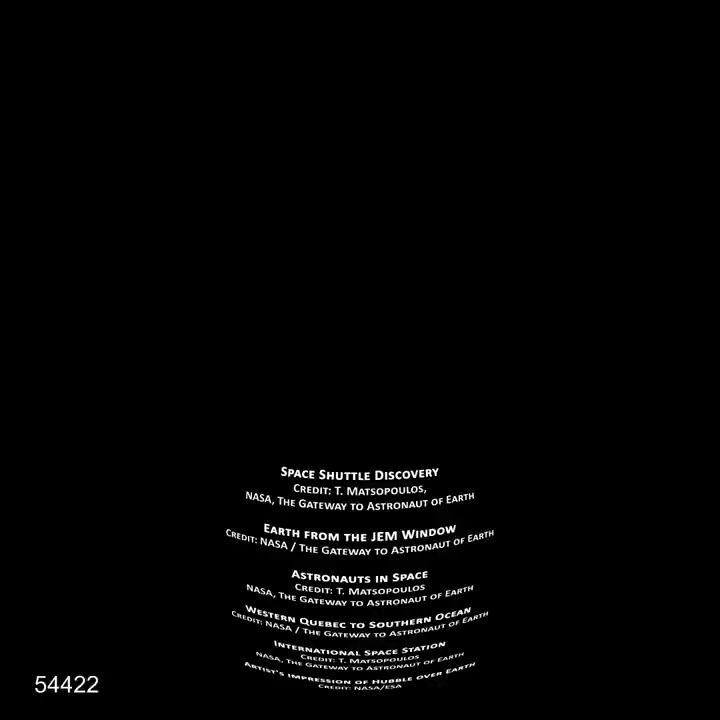 Space Shuttle Discovery
Credit: T. Matsopoulos,
NASA, The Gateway to Astronaut of Earth
Earth from the JEM Window
Credit: NASA / The Gateway to Astronaut of Earth
Astronauts in Space
Credit: T. Matsopoulos
NASA, The Gateway to Astronaut of Earth
Western Quebec to Southern Ocean
Credit: NASA / The Gateway to Astronaut of Earth
International Space Station
Credit: T. Matsopoulos
NASA, The Gateway to Astronaut of Earth
Artist's impression of Hubble over Earth
Credit: NASA/ESA
54422